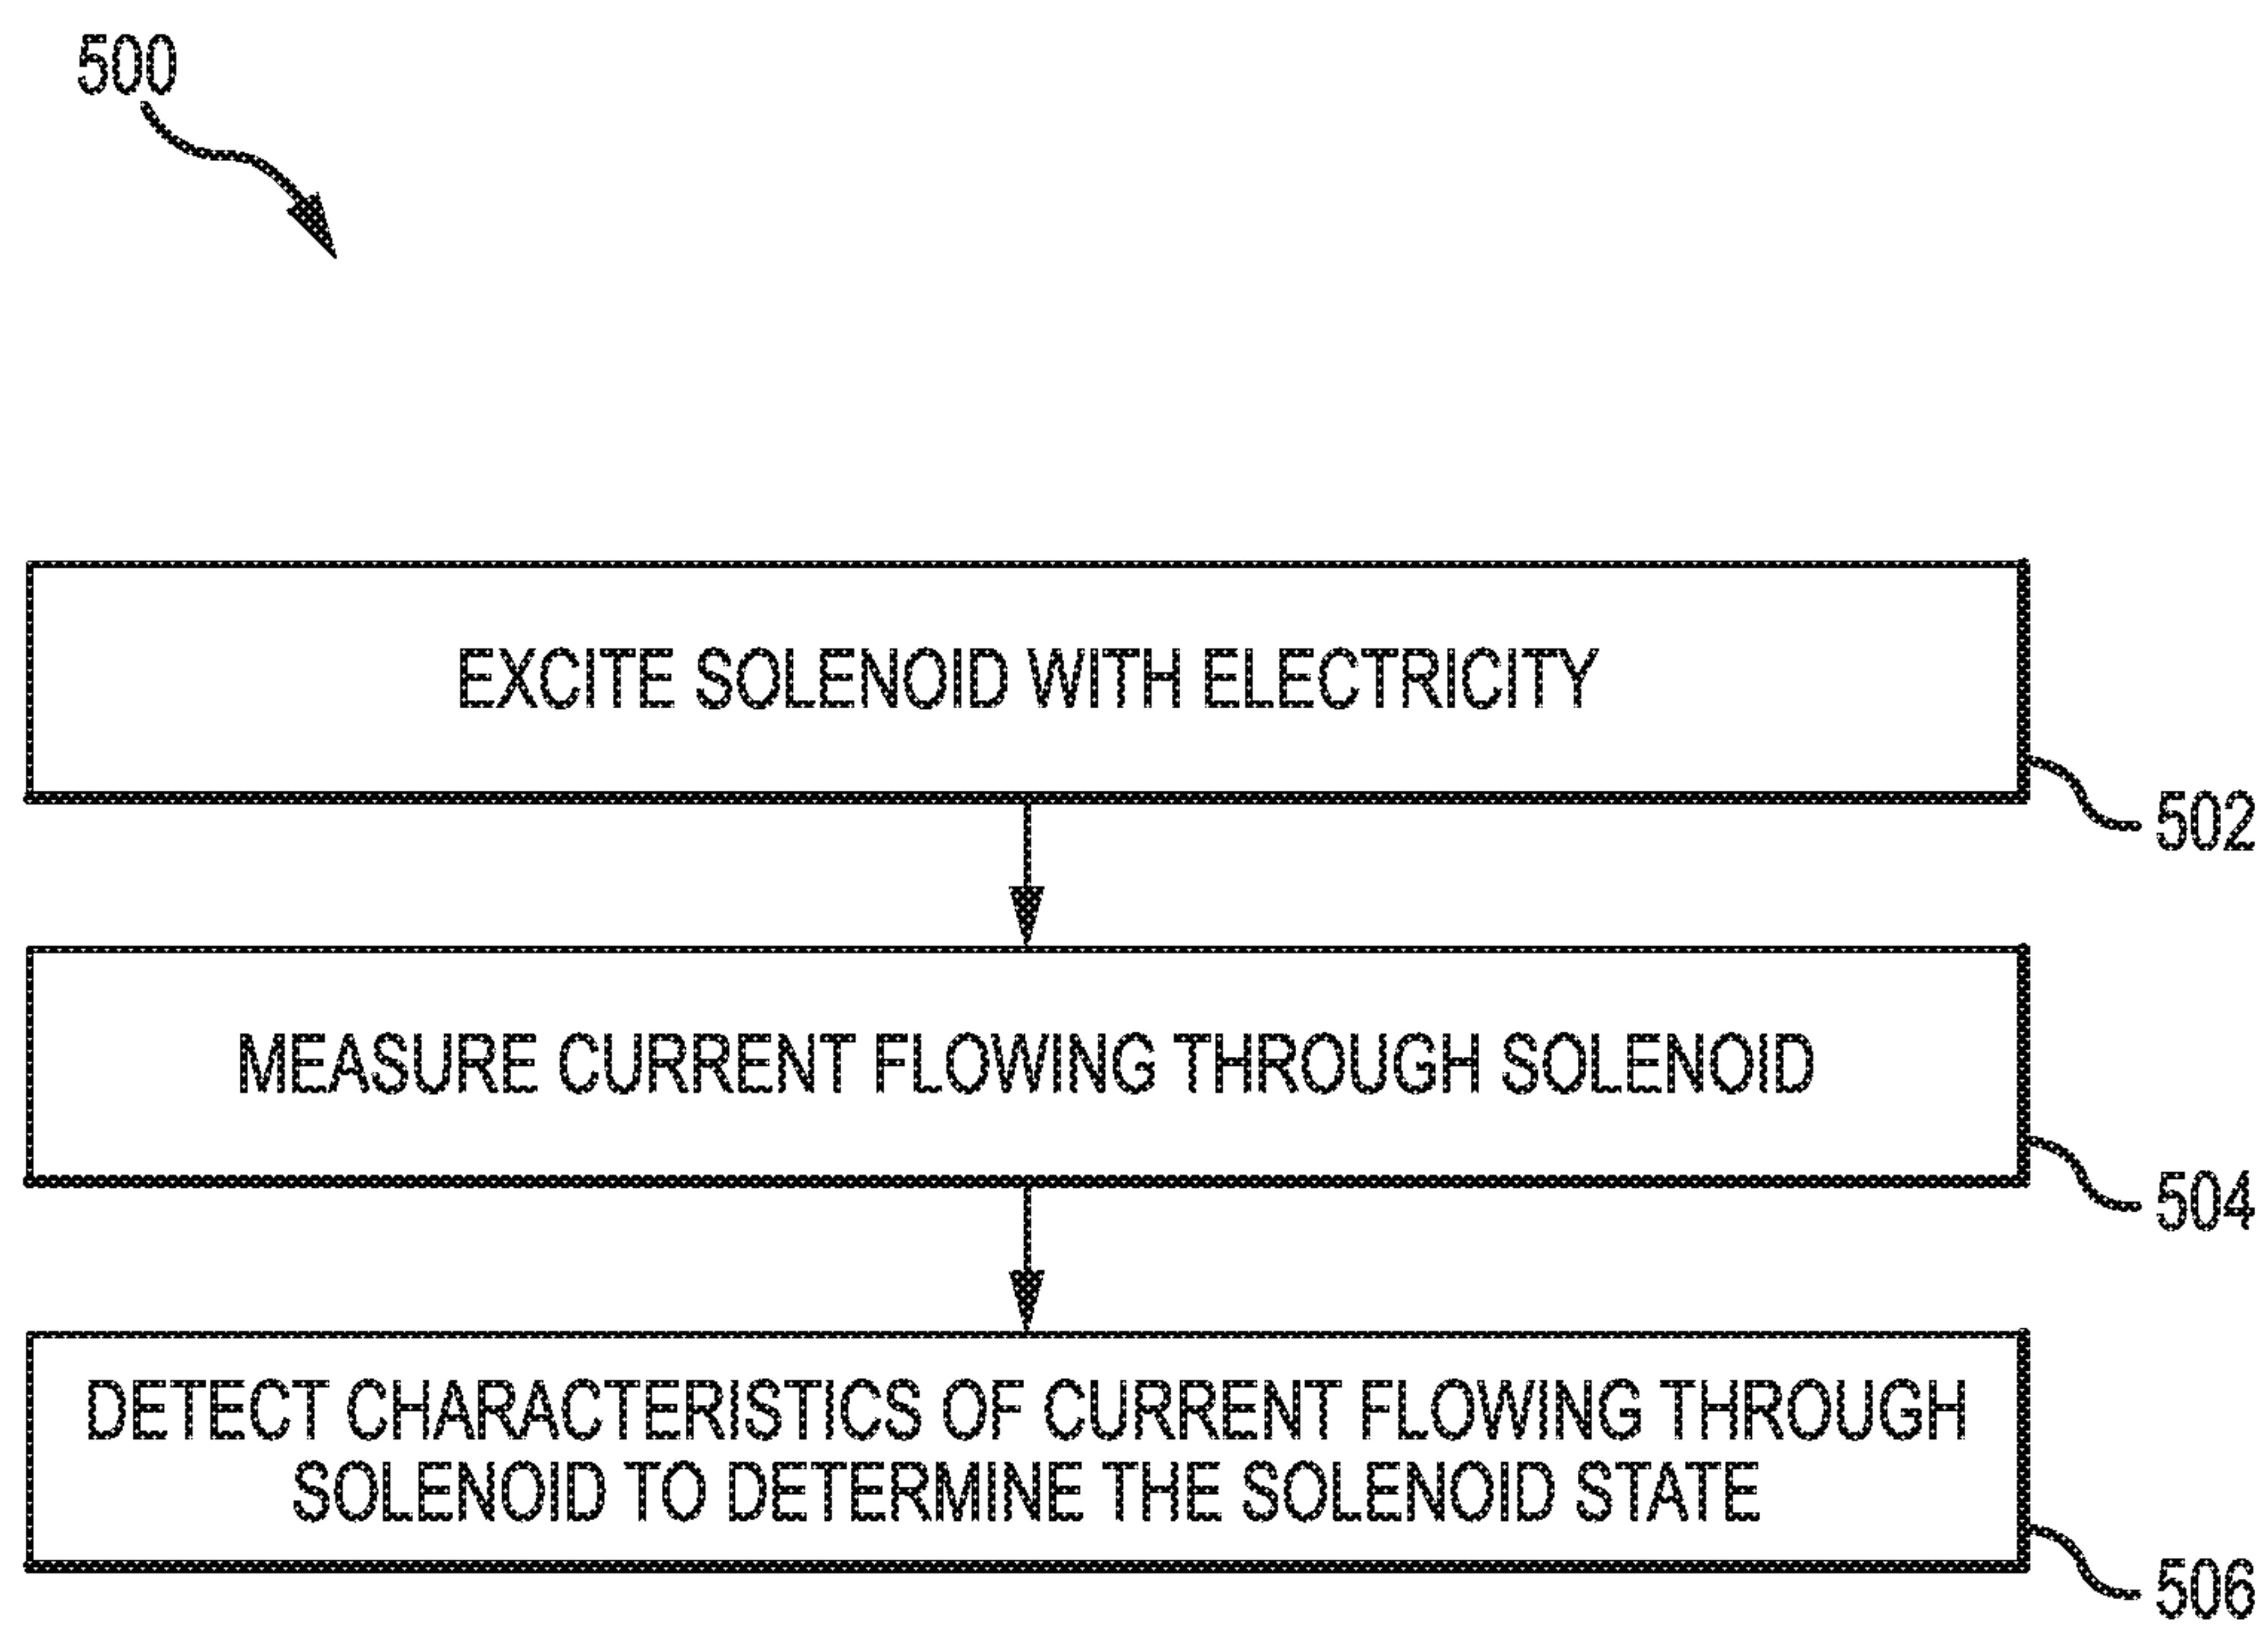 500
EXCITE SOLENOID WITH ELECTRICITY
502
MEASURE CURRENT FLOWING THROUGH SOLENOID
504
DETECT CHARACTERISTICS OF CURRENT FLOWING THROUGH
SOLENOID TO DETERMINE THE SOLENOID STATE
506